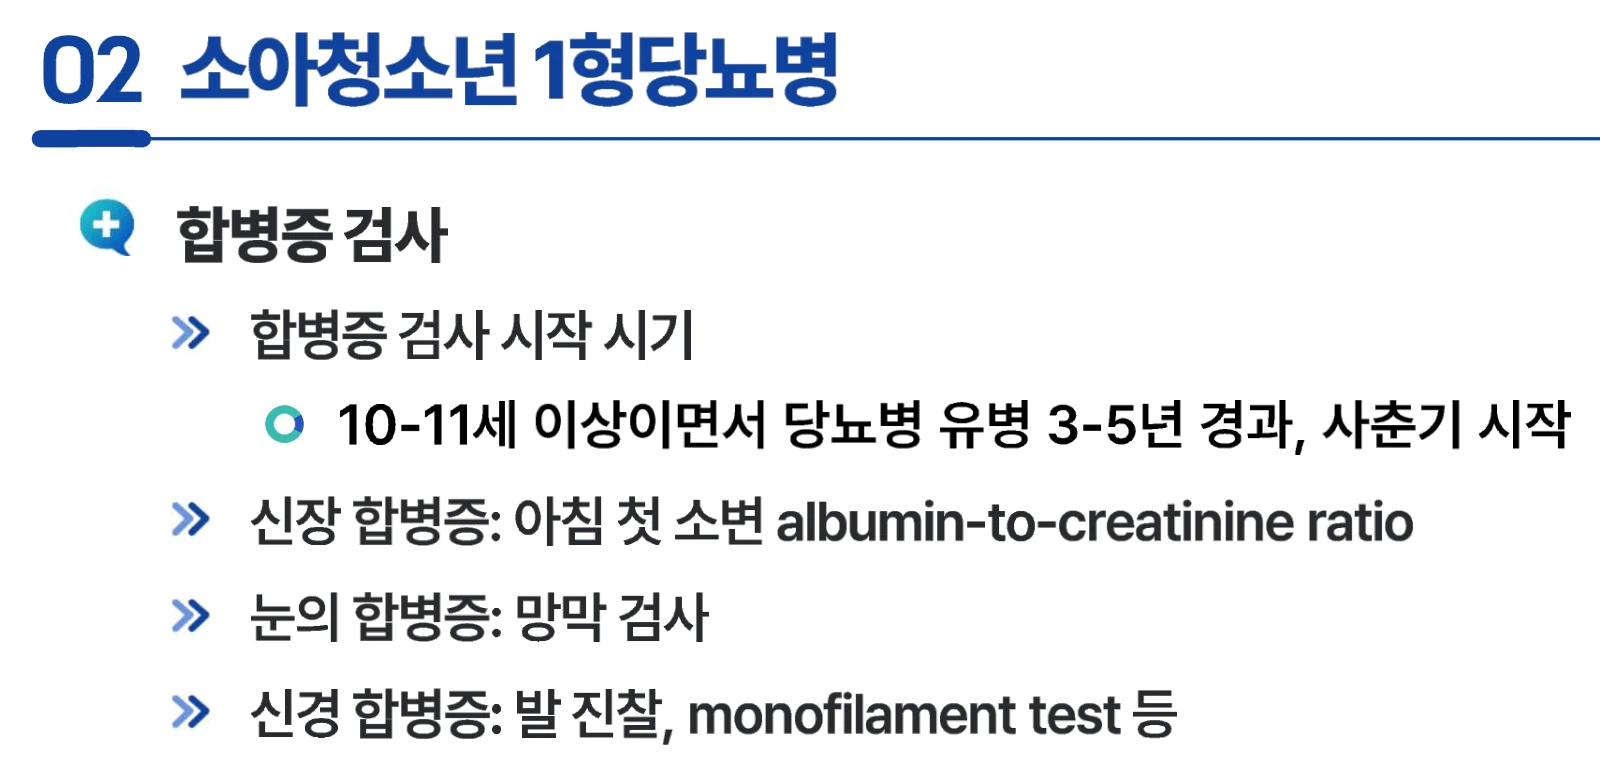 02 소아청소년 1형당뇨병
합병증 검사
합병증 검사 시작 시기
10-11세 이상이면서 당뇨병 유병 3-5년 경과, 사춘기 시작
신장 합병증: 아침 첫 소변 albumin-to-creatinine ratio
눈의 합병증: 망막 검사
신경 합병증: 발 진찰, monofilament test 등